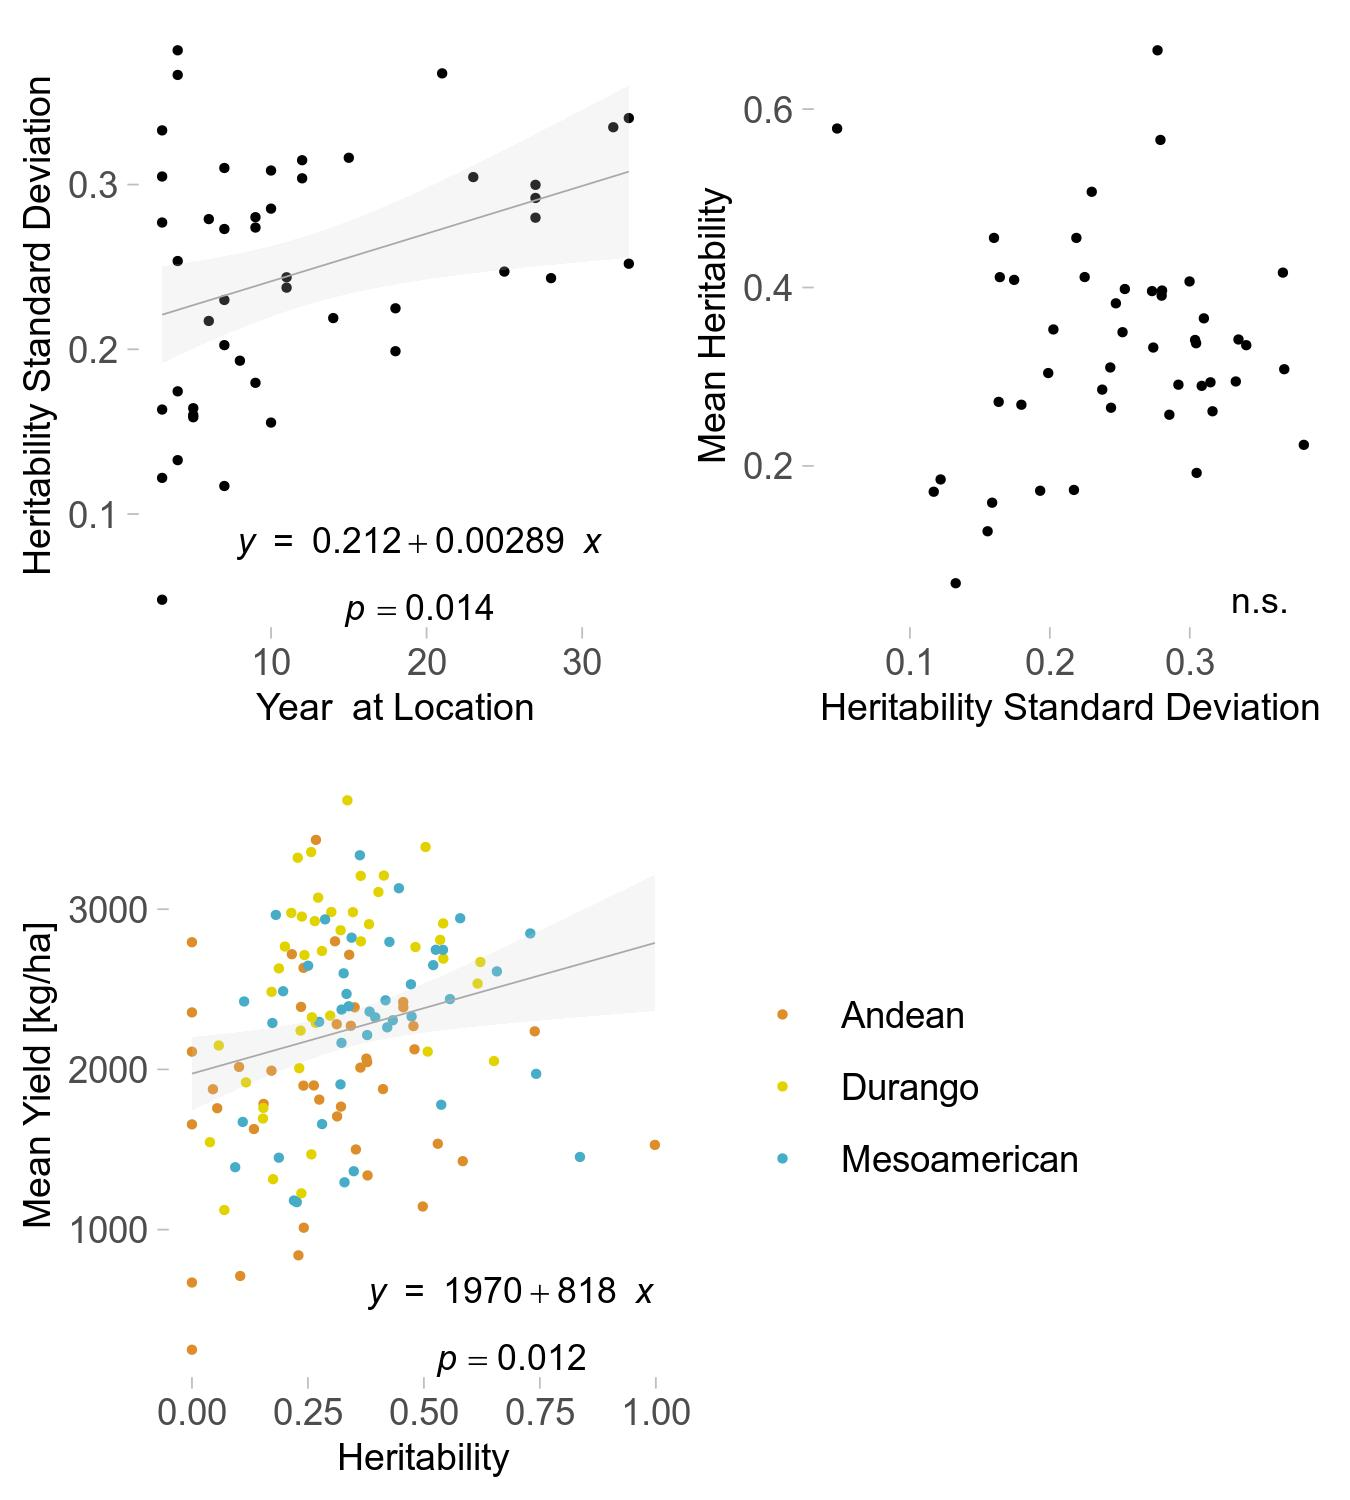 Heritability Standard Deviation
0.3
0.2
0.1
y = 0.212+0.00289 x
p = 0.014
10 20 30
Year at Location
Mean Heritability
0.6
0.4
0.2
n.s.
0.1 0.2 0.3
Heritability Standard Deviation
Mean Yield [kg/ha]
3000
2000
1000
y = 1970+818 x
p = 0.012
0.00 0.25 0.50 0.75 1.00
Heritability
Andean
Durango
Mesoamerican